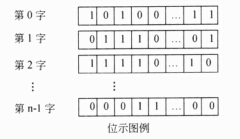 第 0 字 1 0 1 0 0 … 1 1
第 1 字 0 1 1 1 0 … 0 1
第 2 字 1 1 1 1 0 … 1 0
⋮ ⋮
第 n-1 字 0 0 0 1 1 … 0 0
位示图例